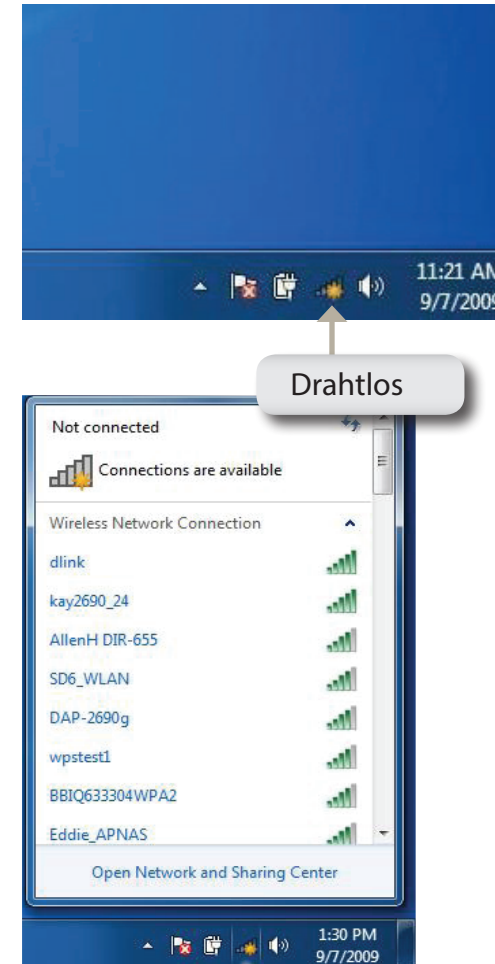 11:21 AM
9/7/2009
Drahtlos
Not connected
Connections are available
Wireless Network Connection
dlink
kay2690_24
AllenH DIR-655
SD6_WLAN
DAP-2690g
wpstest1
BBIQ633304WPA2
Eddie_APNAS
Open Network and Sharing Center
1:30 PM
9/7/2009